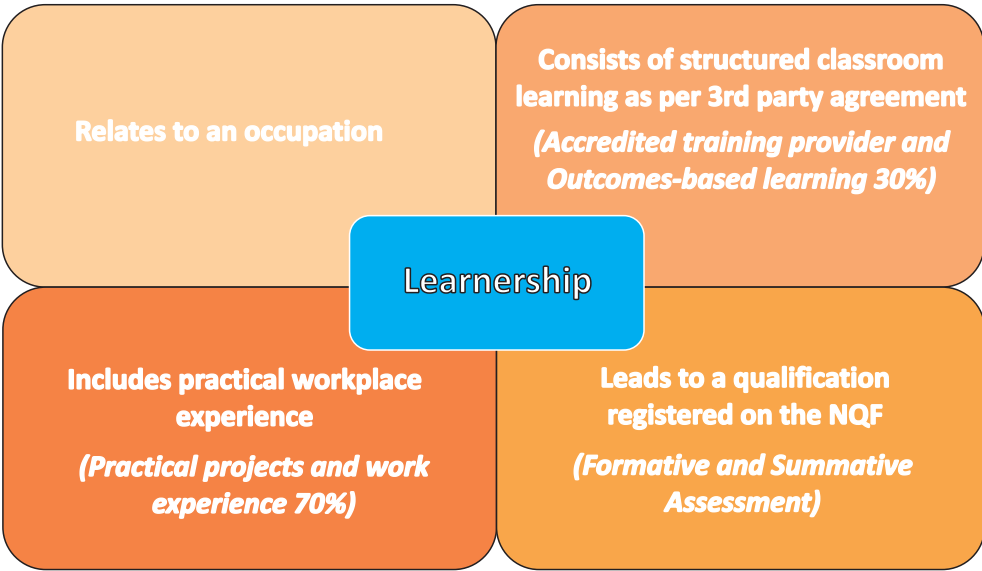 Relates to an occupation
Consists of structured classroom
learning as per 3rd party agreement
(Accredited training provider and
Outcomes-based learning 30%)
Learnership
Includes practical workplace
experience
(Practical projects and work
experience 70%)
Leads to a qualification
registered on the NQF
(Formative and Summative
Assessment)